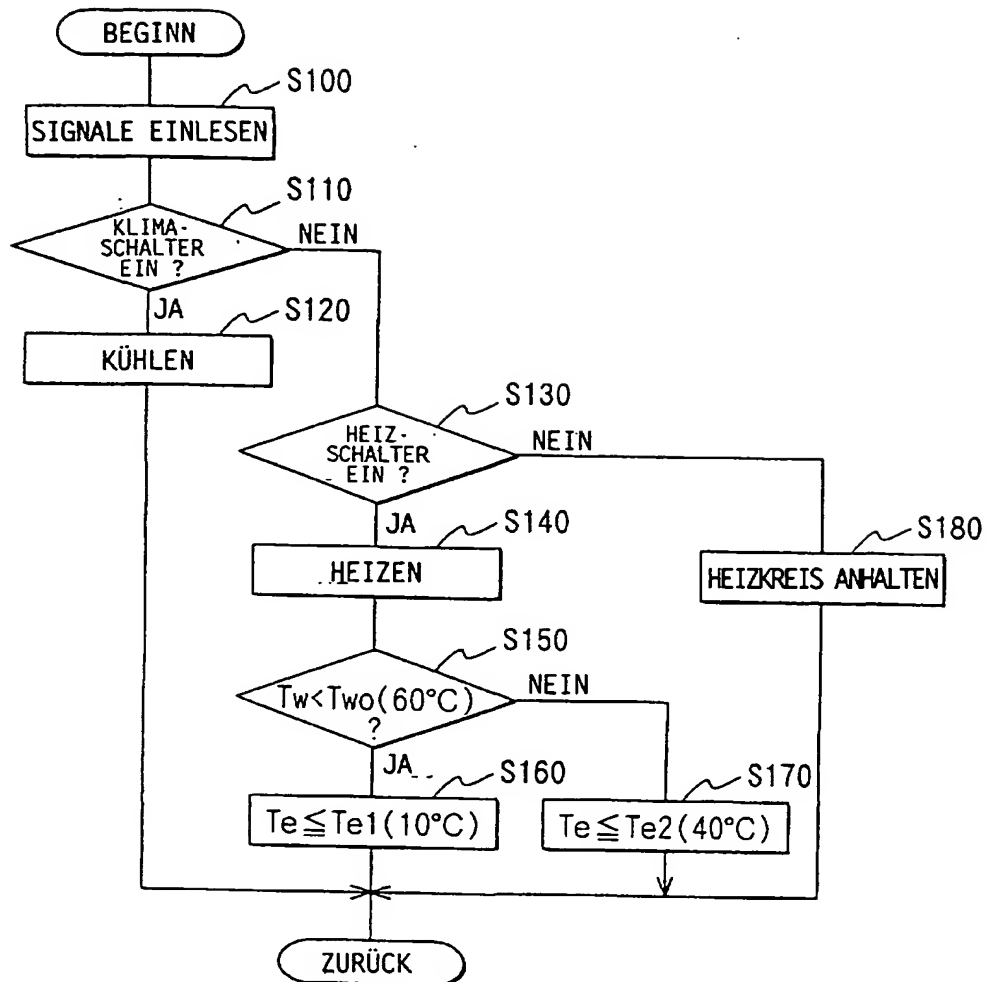 BEGINN
S100
SIGNALE EINLESEN
S110
KLIMA-
SCHALTER
EIN ?
NEIN
JA
S120
KÜHLEN
S130
HEIZ-
SCHALTER
EIN ?
NEIN
JA
S140
HEIZEN
S180
HEIZKREIS ANHALTEN
S150
Tw<Two(60°C)
?
NEIN
JA
S160
Te≦Te1(10°C)
S170
Te≦Te2(40°C)
ZURÜCK